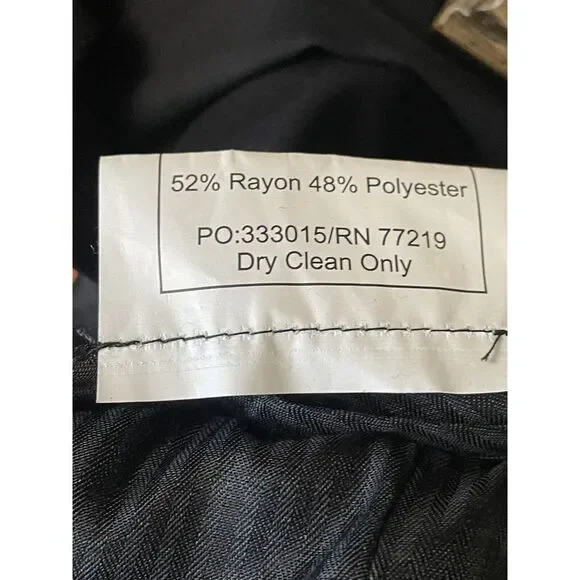 52% Rayon 48% Polyester
PO:333015/RN 77219
Dry Clean Only